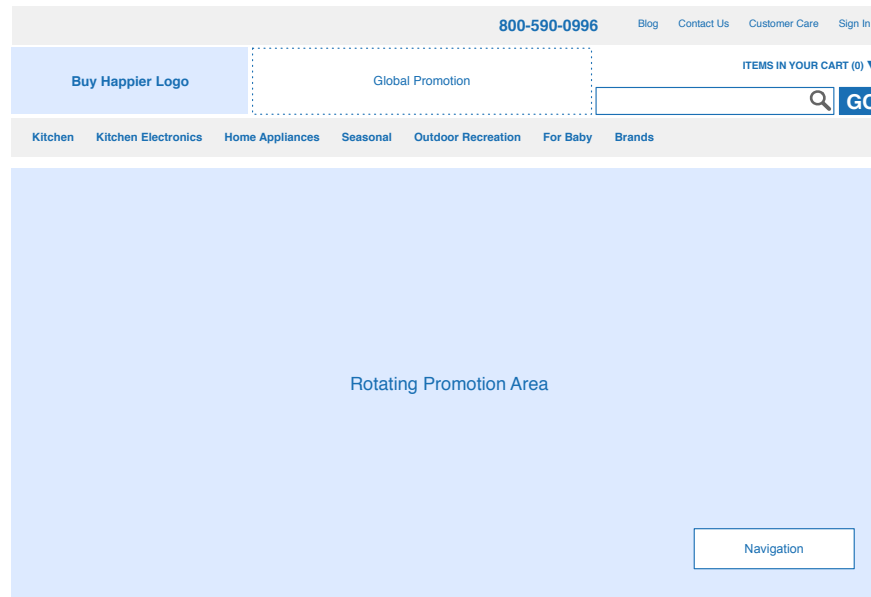 800-590-0996 Blog Contact Us Customer Care Sign In
ITEMS IN YOUR CART (0)
Buy Happier Logo Global Promotion
Kitchen Kitchen Electronics Home Appliances Seasonal Outdoor Recreation For Baby Brands
Rotating Promotion Area
Navigation